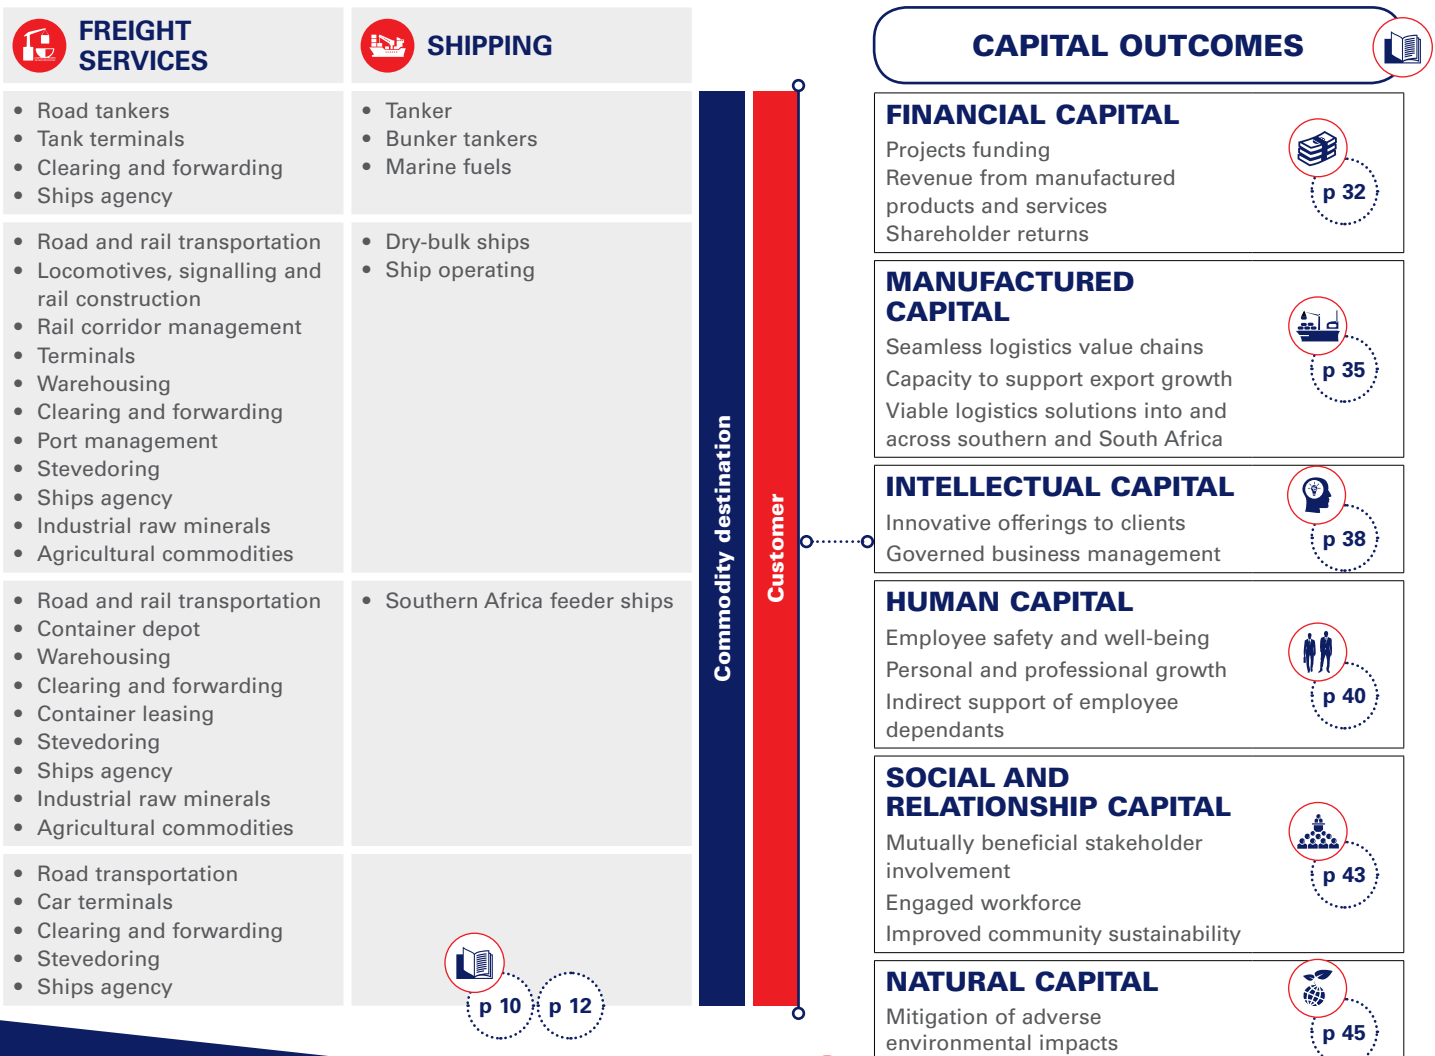 FREIGHT
SERVICES
• Road tankers
• Tank terminals
• Clearing and forwarding
• Ships agency
• Road and rail transportation
• Locomotives, signalling and
rail construction
• Rail corridor management
• Terminals
• Warehousing
• Clearing and forwarding
• Port management
• Stevedoring
• Ships agency
• Industrial raw minerals
• Agricultural commodities
• Road and rail transportation
• Container depot
• Warehousing
• Clearing and forwarding
• Container leasing
• Stevedoring
• Ships agency
• Industrial raw minerals
• Agricultural commodities
• Road transportation
• Car terminals
• Clearing and forwarding
• Stevedoring
• Ships agency
SHIPPING
• Tanker
• Bunker tankers
• Marine fuels
• Dry-bulk ships
• Ship operating
• Southern Africa feeder ships
p 10
p 12
Commodity destination
Customer
CAPITAL OUTCOMES
FINANCIAL CAPITAL
Projects funding
Revenue from manufactured
products and services
Shareholder returns
p 32
MANUFACTURED
CAPITAL
Seamless logistics value chains
Capacity to support export growth
Viable logistics solutions into and
across southern and South Africa
p 35
INTELLECTUAL CAPITAL
Innovative offerings to clients
Governed business management
p 38
HUMAN CAPITAL
Employee safety and well-being
Personal and professional growth
Indirect support of employee
dependants
p 40
SOCIAL AND
RELATIONSHIP CAPITAL
Mutually beneficial stakeholder
involvement
Engaged workforce
Improved community sustainability
p 43
NATURAL CAPITAL
Mitigation of adverse
environmental impacts
p 45